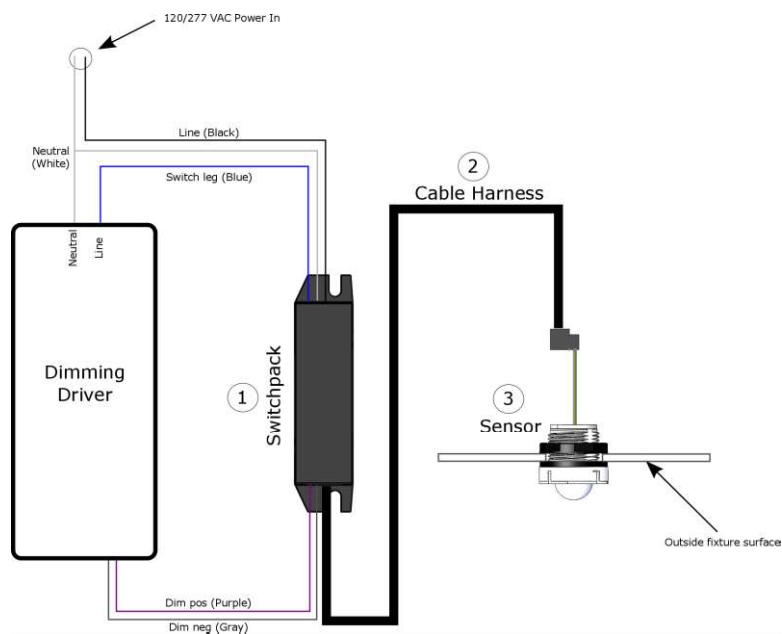 120/277 VAC Power In
Line (Black)
Neutral
(White)
Switch leg (Blue)
2
Cable Harness
Neutral
Line
Dimming
Driver
1
Switchpack
3
Sensor
Outside fixture surface
Dim pos (Purple)
Dim neg (Gray)